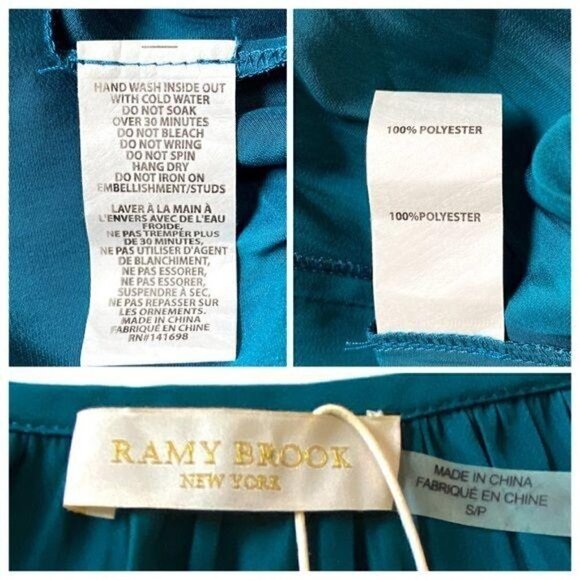 HAND WASH INSIDE OUT
WITH COLD WATER
DO NOT SOAK
OVER 30 MINUTES
DO NOT BLEACH
DO NOT WRING
DO NOT SPIN
HANG DRY
DO NOT IRON ON
EMBELLISHMENT/STUDS
LAVER À LA MAIN À
L'ENVERS AVEC DE L'EAU
FROIDE,
NE PAS TREMPER PLUS
DE 30 MINUTES,
NE PAS UTILISER D'AGENT
DE BLANCHIMENT,
NE PAS ESSORER,
NE PAS ESSORER,
SUSPENDRE À SEC,
NE PAS REPASSER SUR
LES ORNEMENTS.
MADE IN CHINA
FABRIQUÉ EN CHINE
RN#141698
100% POLYESTER
100%POLYESTER
RAMY BROOK
NEW YORK
MADE IN CHINA
FABRIQUÉ EN CHINE
S/P